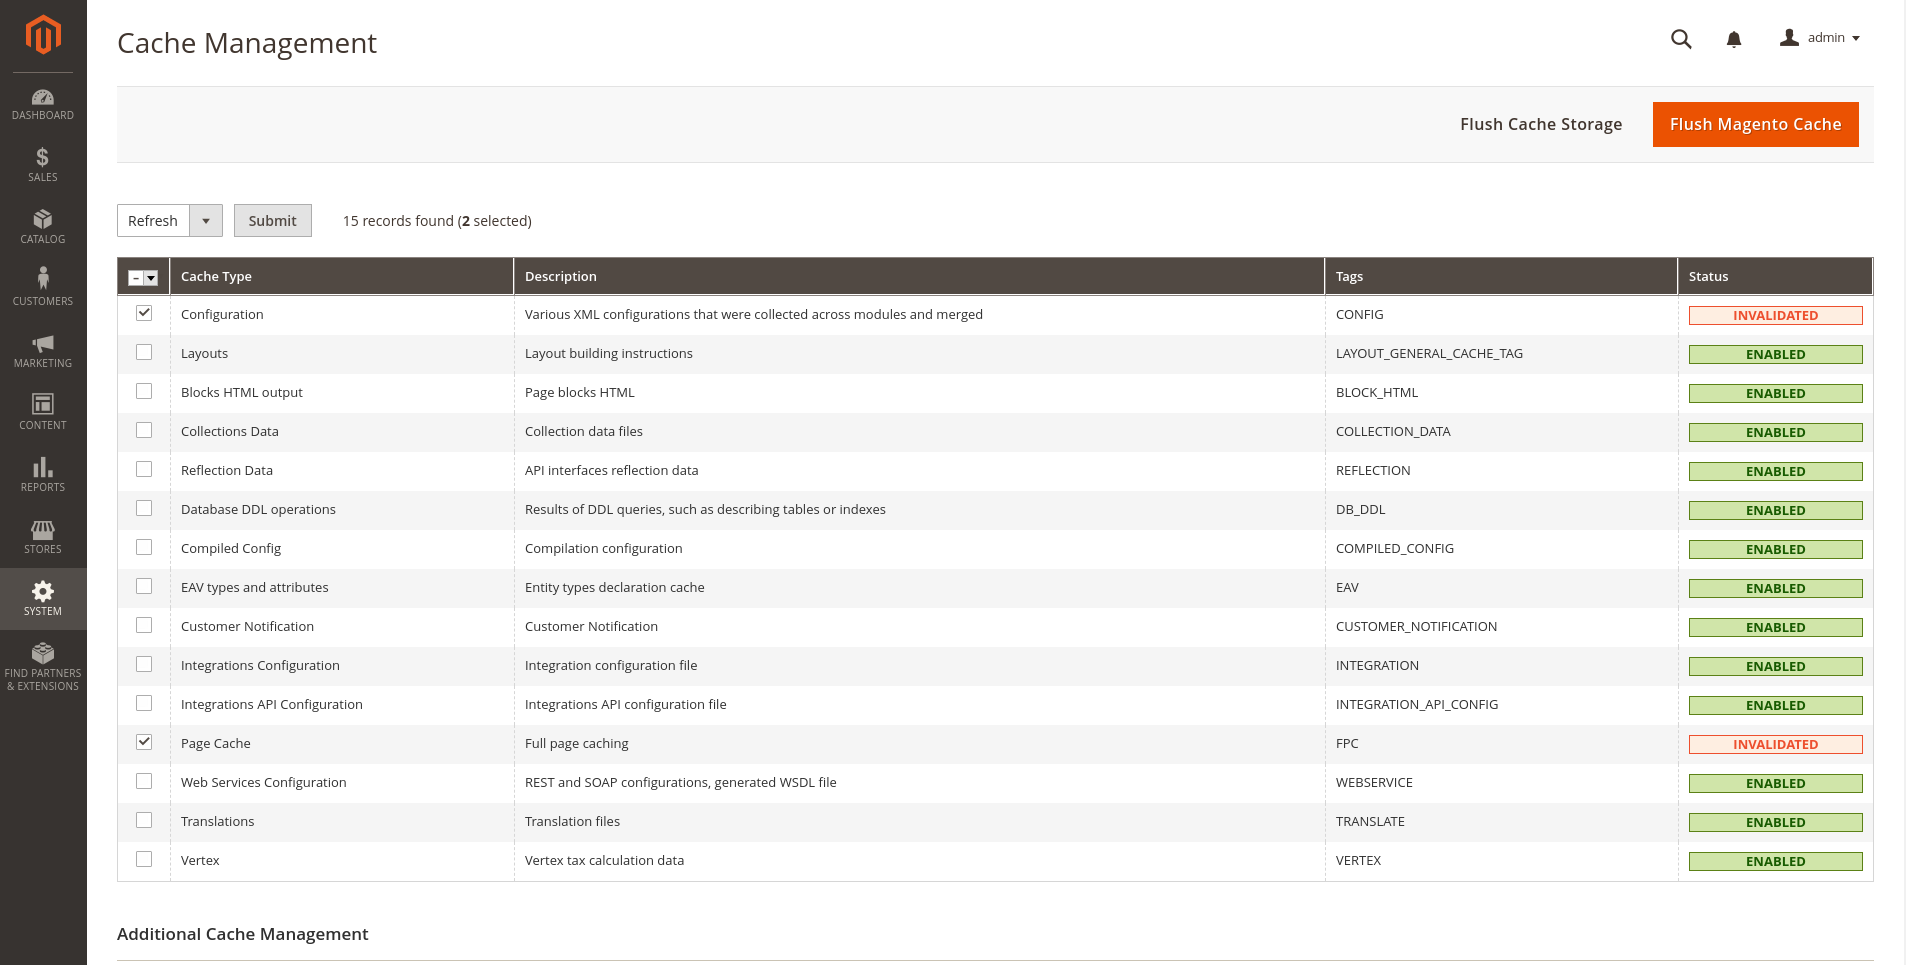 Cache Management
admin
DASHBOARD
SALES
CATALOG
CUSTOMERS
MARKETING
CONTENT
REPORTS
STORES
SYSTEM
FIND PARTNERS
& EXTENSIONS
Flush Cache Storage Flush Magento Cache
Refresh Submit 15 records found (2 selected)
Cache Type Description Tags Status
Configuration Various XML configurations that were collected across modules and merged CONFIG INVALIDATED
Layouts Layout building instructions LAYOUT_GENERAL_CACHE_TAG ENABLED
Blocks HTML output Page blocks HTML BLOCK_HTML ENABLED
Collections Data Collection data files COLLECTION_DATA ENABLED
Reflection Data API interfaces reflection data REFLECTION ENABLED
Database DDL operations Results of DDL queries, such as describing tables or indexes DB_DDL ENABLED
Compiled Config Compilation configuration COMPILED_CONFIG ENABLED
EAV types and attributes Entity types declaration cache EAV ENABLED
Customer Notification Customer Notification CUSTOMER_NOTIFICATION ENABLED
Integrations Configuration Integration configuration file INTEGRATION ENABLED
Integrations API Configuration Integrations API configuration file INTEGRATION_API_CONFIG ENABLED
Page Cache Full page caching FPC INVALIDATED
Web Services Configuration REST and SOAP configurations, generated WSDL file WEBSERVICE ENABLED
Translations Translation files TRANSLATE ENABLED
Vertex Vertex tax calculation data VERTEX ENABLED
Additional Cache Management